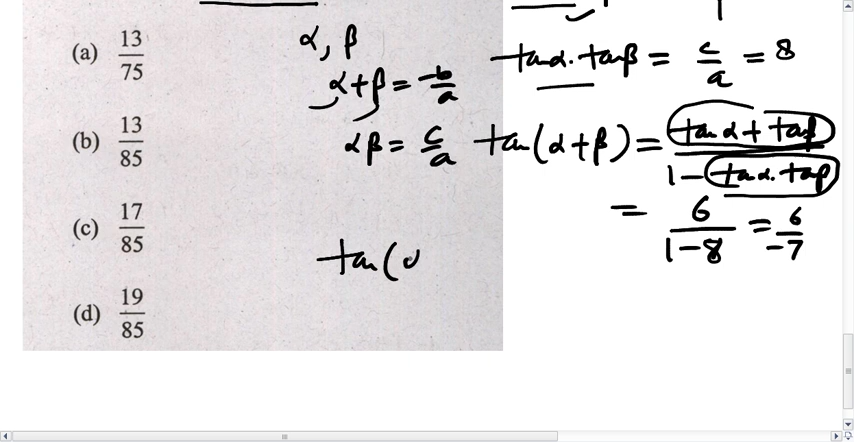 (a) 13/75
(b) 13/85
(c) 17/85
(d) 19/85
α, β
α+β = -b/a
αβ = c/a
tanα.tanβ = c/a = 8
tan(α+β) = tanα + tanβ / 1 - tanα.tanβ
= 6/1-8 = 6/-7
tan(α